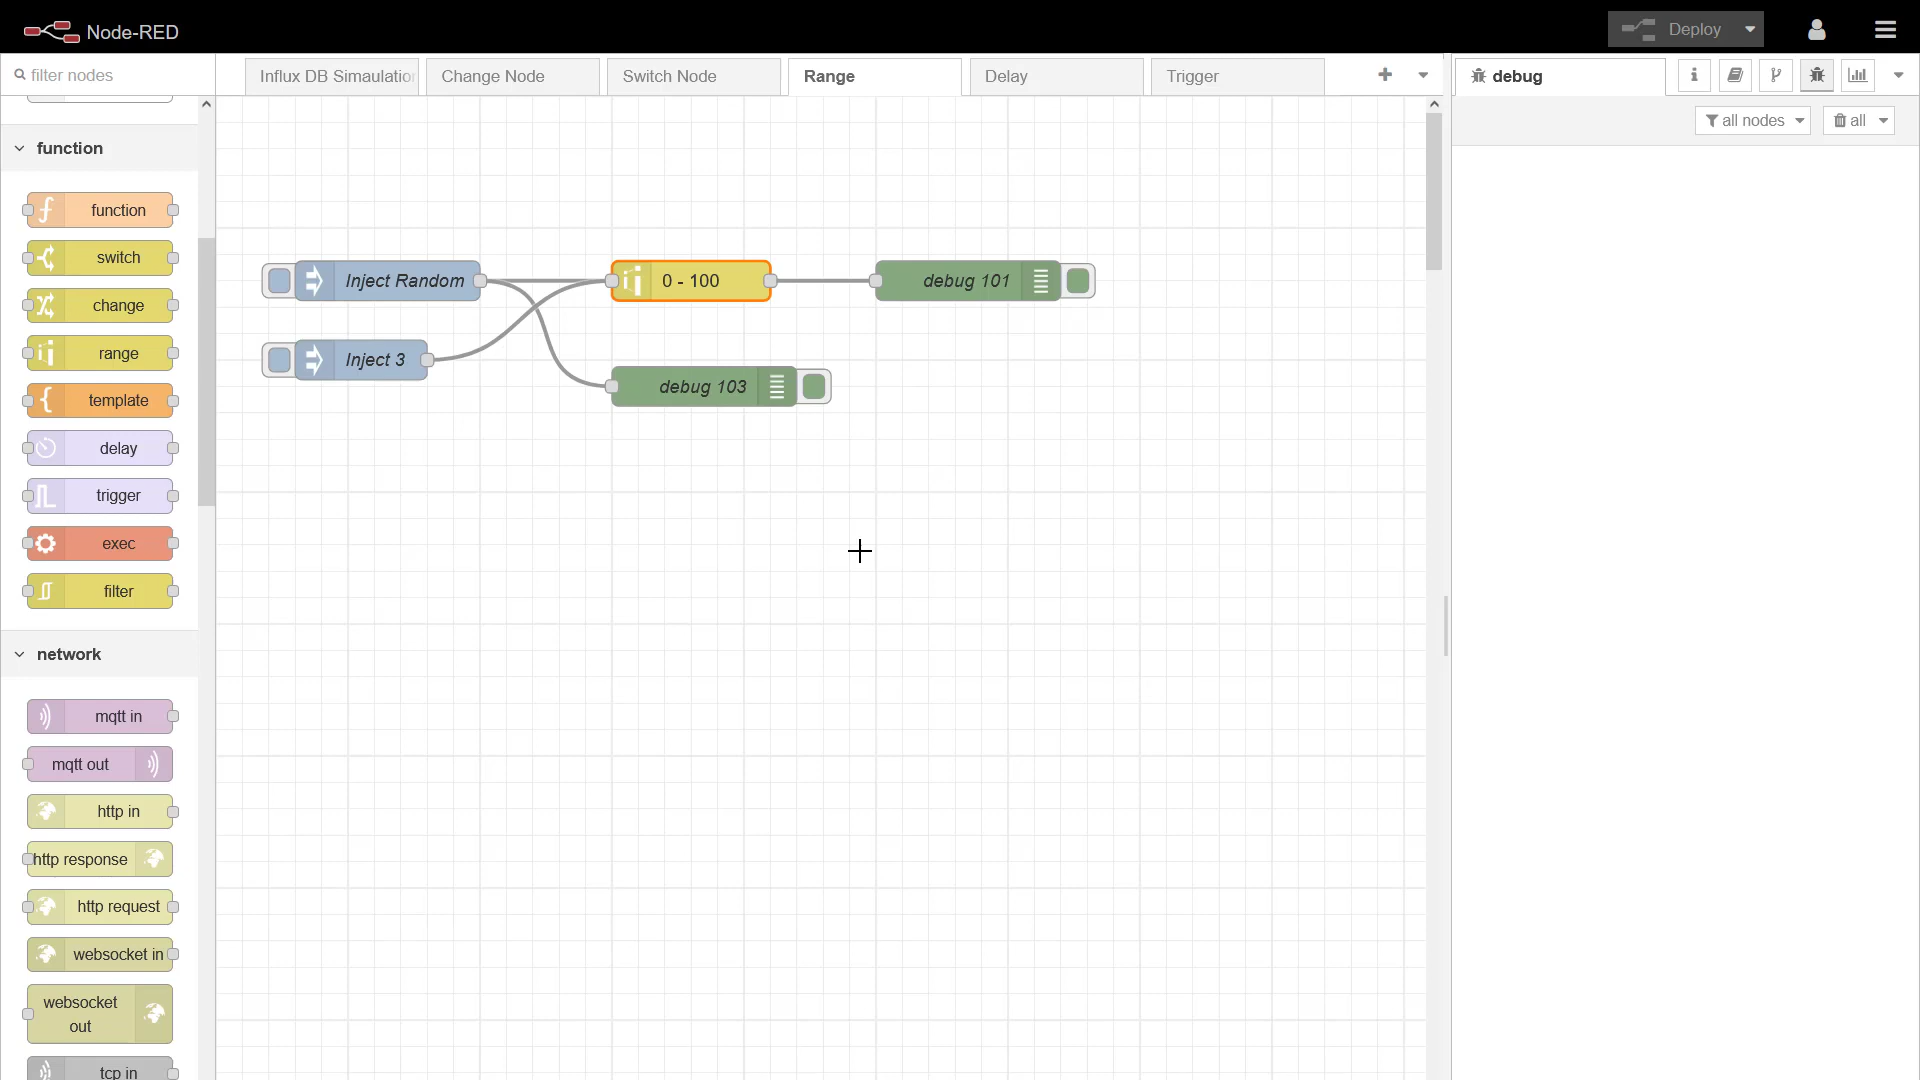 Node-RED
Deploy
filter nodes
Influx DB Simaulatio
Change Node
Switch Node
Range
Delay
Trigger
debug
all nodes
all
function
function
switch
change
range
template
delay
trigger
exec
filter
network
mqtt in
mqtt out
http in
http response
http request
websocket in
websocket
out
tcp in
Inject Random
0 - 100
debug 101
Inject 3
debug 103